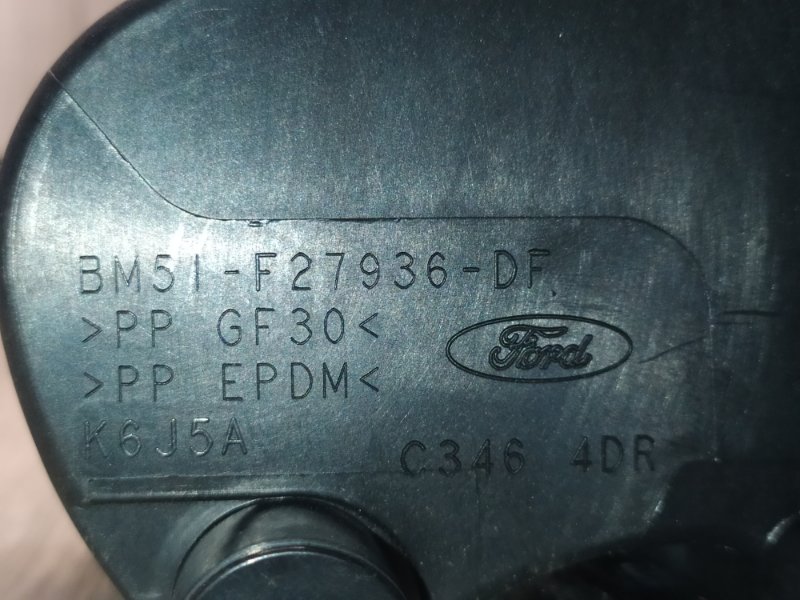 BM51-F27936-DF
>PP GF30<
Ford
>PP EPDM<
K6J5A
C346 4DR